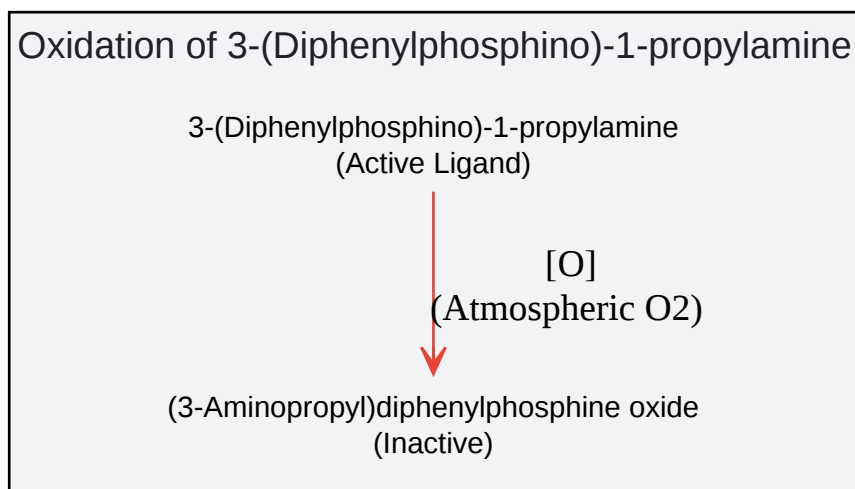 Oxidation of 3-(Diphenylphosphino)-1-propylamine
3-(Diphenylphosphino)-1-propylamine
(Active Ligand)
[O]
(Atmospheric O2)
(3-Aminopropyl)diphenylphosphine oxide
(Inactive)